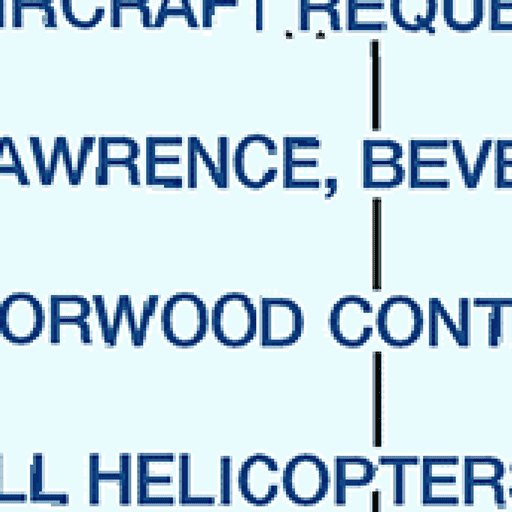 IRCRAFT REQUE
AWRENCE, BEVE
ORWOOD CONT
LL HELICOPTERS